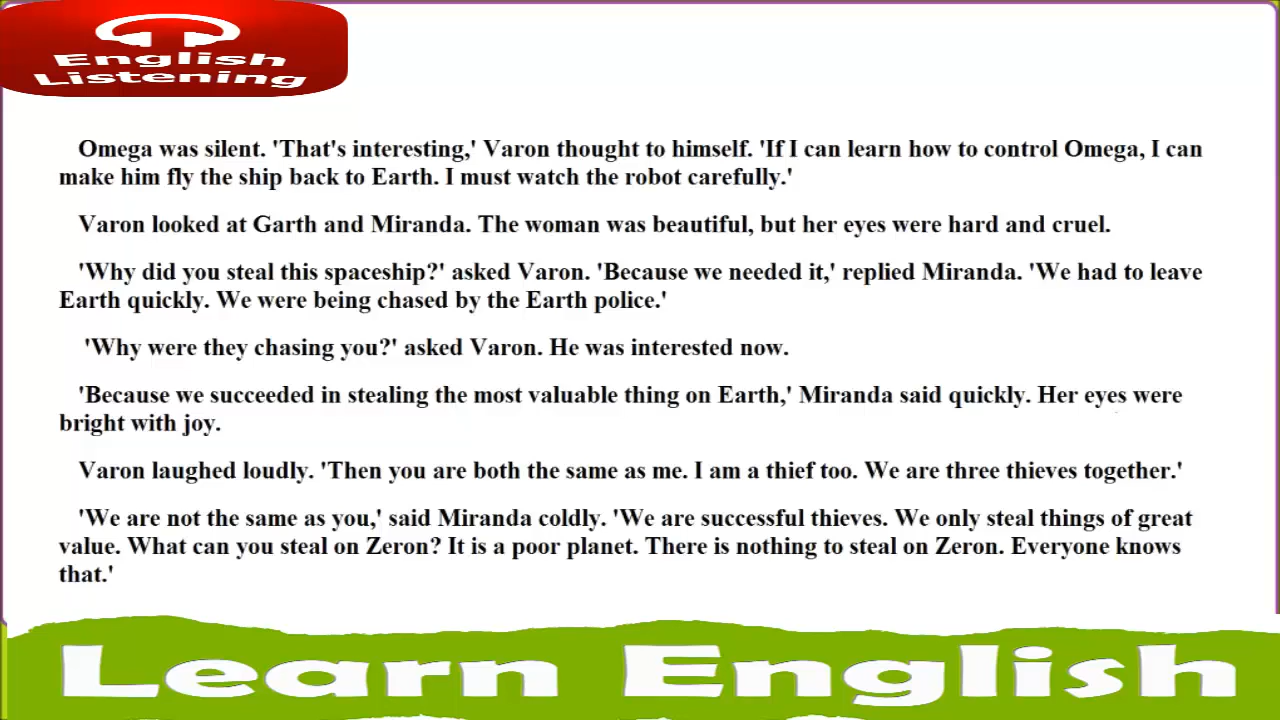 English
Listening
Omega was silent. 'That's interesting,' Varon thought to himself. 'If I can learn how to control Omega, I can
make him fly the ship back to Earth. I must watch the robot carefully.'
Varon looked at Garth and Miranda. The woman was beautiful, but her eyes were hard and cruel.
'Why did you steal this spaceship?' asked Varon. 'Because we needed it,' replied Miranda. 'We had to leave
Earth quickly. We were being chased by the Earth police.'
'Why were they chasing you?' asked Varon. He was interested now.
'Because we succeeded in stealing the most valuable thing on Earth,' Miranda said quickly. Her eyes were
bright with joy.
Varon laughed loudly. 'Then you are both the same as me. I am a thief too. We are three thieves together.'
'We are not the same as you,' said Miranda coldly. 'We are successful thieves. We only steal things of great
value. What can you steal on Zeron? It is a poor planet. There is nothing to steal on Zeron. Everyone knows
that.'
Learn English